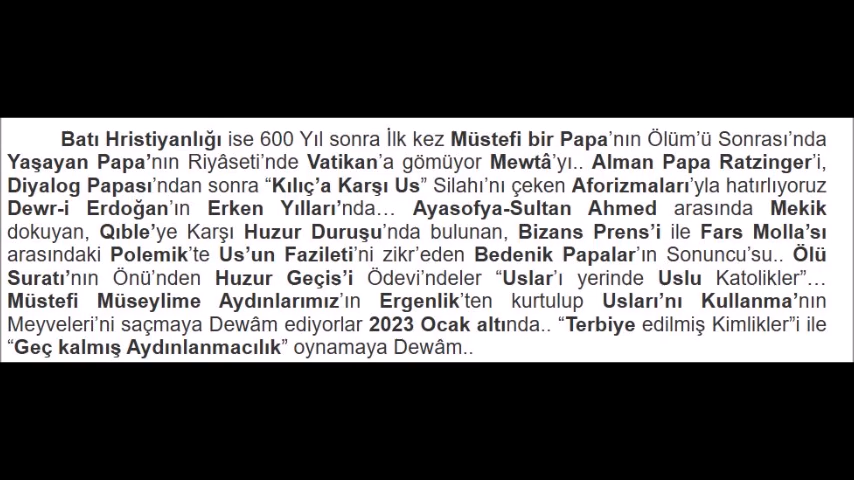 Batı Hristiyanlığı ise 600 Yıl sonra İlk kez Müstefi bir Papa'nın Ölüm'ü Sonrası'nda
Yaşayan Papa'nın Riyâseti'nde Vatikan'a gömüyor Mewtâ'yı.. Alman Papa Ratzinger'i,
Diyalog Papası'ndan sonra “Kılıç'a Karşı Us” Silahı'nı çeken Aforizmaları'yla hatırlıyoruz
Dewr-i Erdoğan'ın Erken Yılları'nda… Ayasofya-Sultan Ahmed arasında Mekik
dokuyan, Qıble'ye Karşı Huzur Duruşu'nda bulunan, Bizans Prens'i ile Fars Molla'sı
arasındaki Polemik'te Us'un Fazileti'ni zikr'eden Bedenik Papalar'ın Sonuncu'su.. Ölü
Suratı'nın Önü'nden Huzur Geçis'i Ödevi'ndeler “Uslar'ı yerinde Uslu Katolikler”…
Müstefi Müseylime Aydınlarımız'ın Ergenlik'ten kurtulup Usları'nı Kullanma'nın
Meyveleri'ni saçmaya Dewâm ediyorlar 2023 Ocak altında.. “Terbiye edilmiş Kimlikler”i ile
“Geç kalmış Aydınlanmacılık” oynamaya Dewâm..